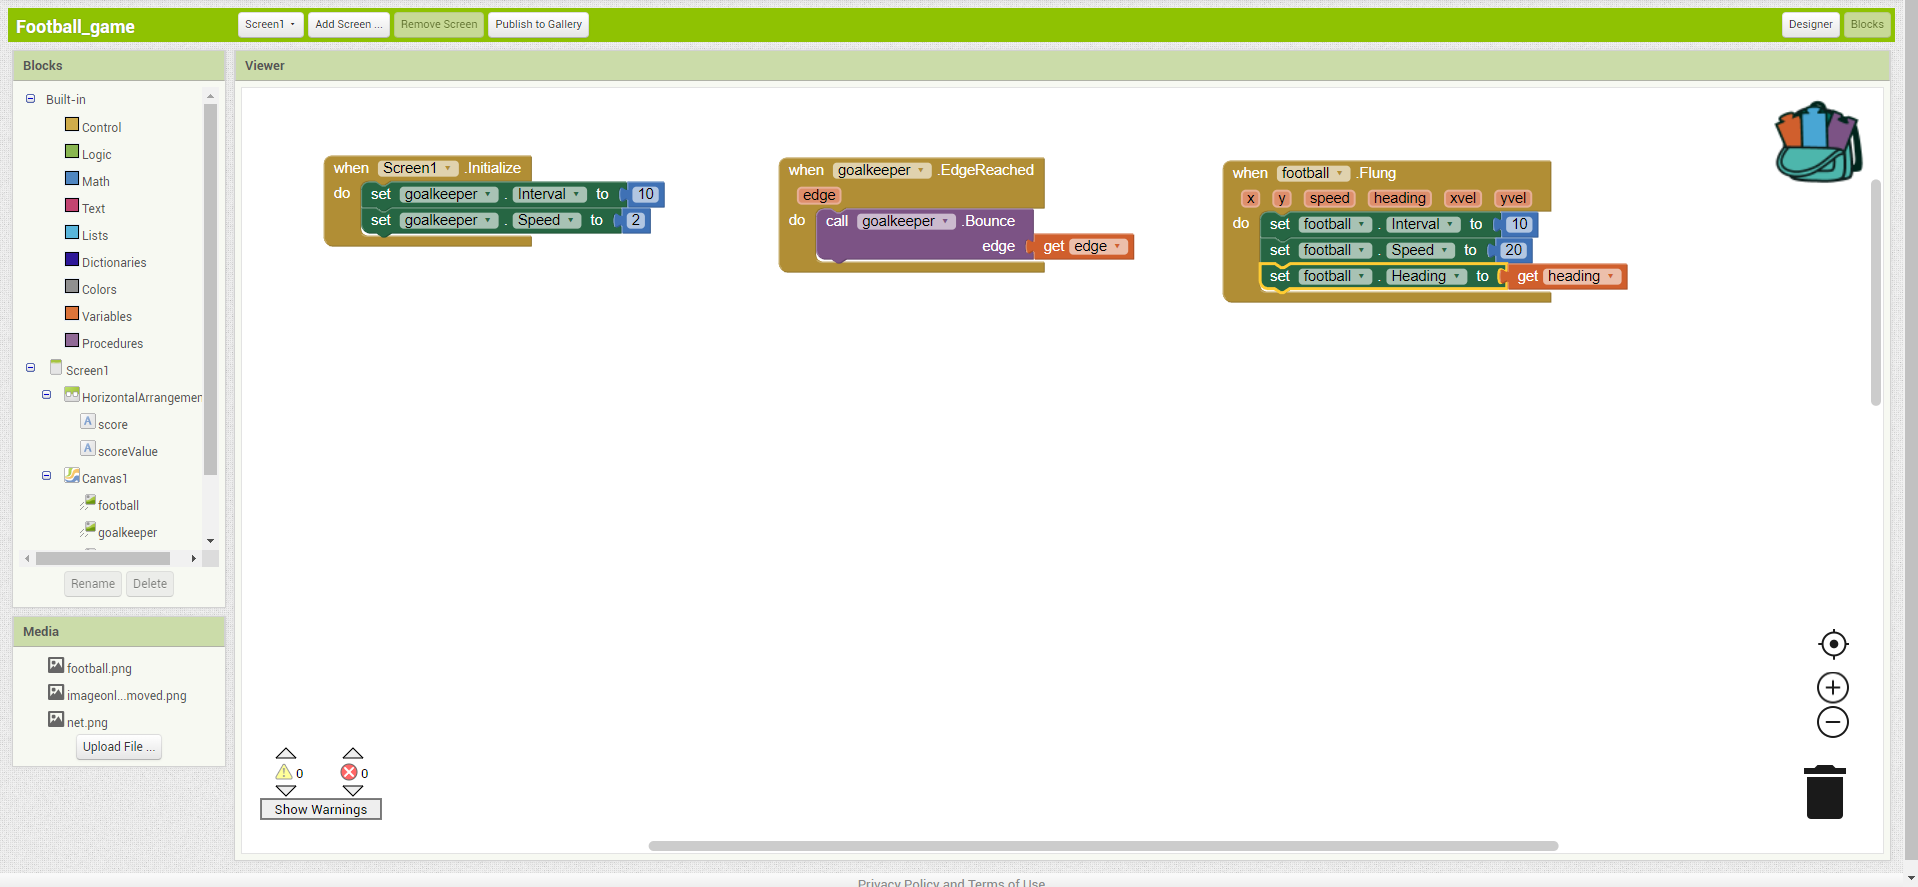 Football_game
Screen1
Add Screen ...
Remove Screen
Publish to Gallery
Designer
Blocks
Blocks
Built-in
Control
Logic
Math
Text
Lists
Dictionaries
Colors
Variables
Procedures
Screen1
HorizontalArrangemen
score
scoreValue
Canvas1
football
goalkeeper
Rename
Delete
Media
football.png
imageonl...moved.png
net.png
Upload File ...
Viewer
when Screen1 .Initialize
do set goalkeeper . Interval to 10
set goalkeeper . Speed to 2
when goalkeeper .EdgeReached
edge
do call goalkeeper .Bounce
edge get edge
when football .Flung
x y speed heading xvel yvel
do set football . Interval to 10
set football . Speed to 20
set football . Heading to get heading
0 0
Show Warnings
Privacy Policy and Terms of Use